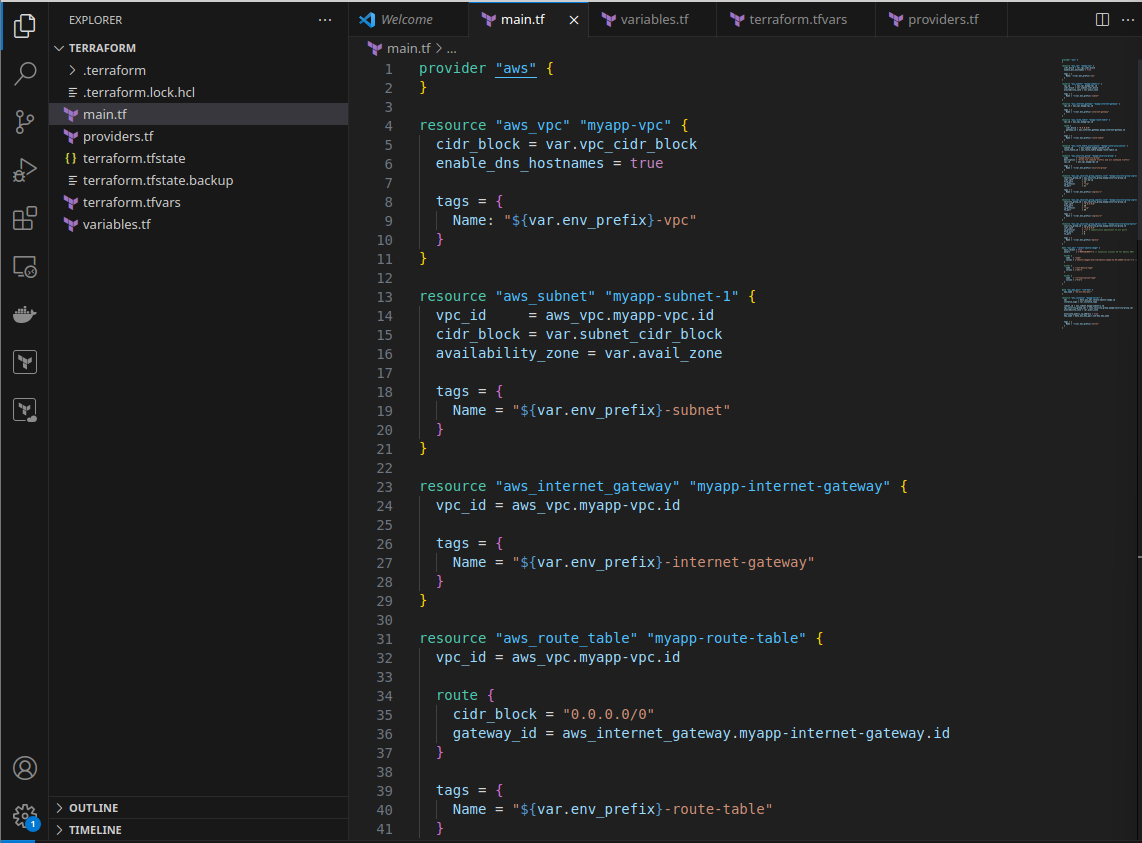 EXPLORER
TERRAFORM
.terraform
.terraform.lock.hcl
main.tf
providers.tf
{} terraform.tfstate
terraform.tfstate.backup
terraform.tfvars
variables.tf
OUTLINE
TIMELINE
1
Welcome
main.tf
variables.tf
terraform.tfvars
providers.tf
main.tf > ...
1 provider "aws" {
2 }
3
4 resource "aws_vpc" "myapp-vpc" {
5   cidr_block = var.vpc_cidr_block
6   enable_dns_hostnames = true
7
8   tags = {
9     Name: "${var.env_prefix}-vpc"
10   }
11 }
12
13 resource "aws_subnet" "myapp-subnet-1" {
14   vpc_id     = aws_vpc.myapp-vpc.id
15   cidr_block = var.subnet_cidr_block
16   availability_zone = var.avail_zone
17
18   tags = {
19     Name = "${var.env_prefix}-subnet"
20   }
21 }
22
23 resource "aws_internet_gateway" "myapp-internet-gateway" {
24   vpc_id = aws_vpc.myapp-vpc.id
25
26   tags = {
27     Name = "${var.env_prefix}-internet-gateway"
28   }
29 }
30
31 resource "aws_route_table" "myapp-route-table" {
32   vpc_id = aws_vpc.myapp-vpc.id
33
34   route {
35     cidr_block = "0.0.0.0/0"
36     gateway_id = aws_internet_gateway.myapp-internet-gateway.id
37   }
38
39   tags = {
40     Name = "${var.env_prefix}-route-table"
41   }